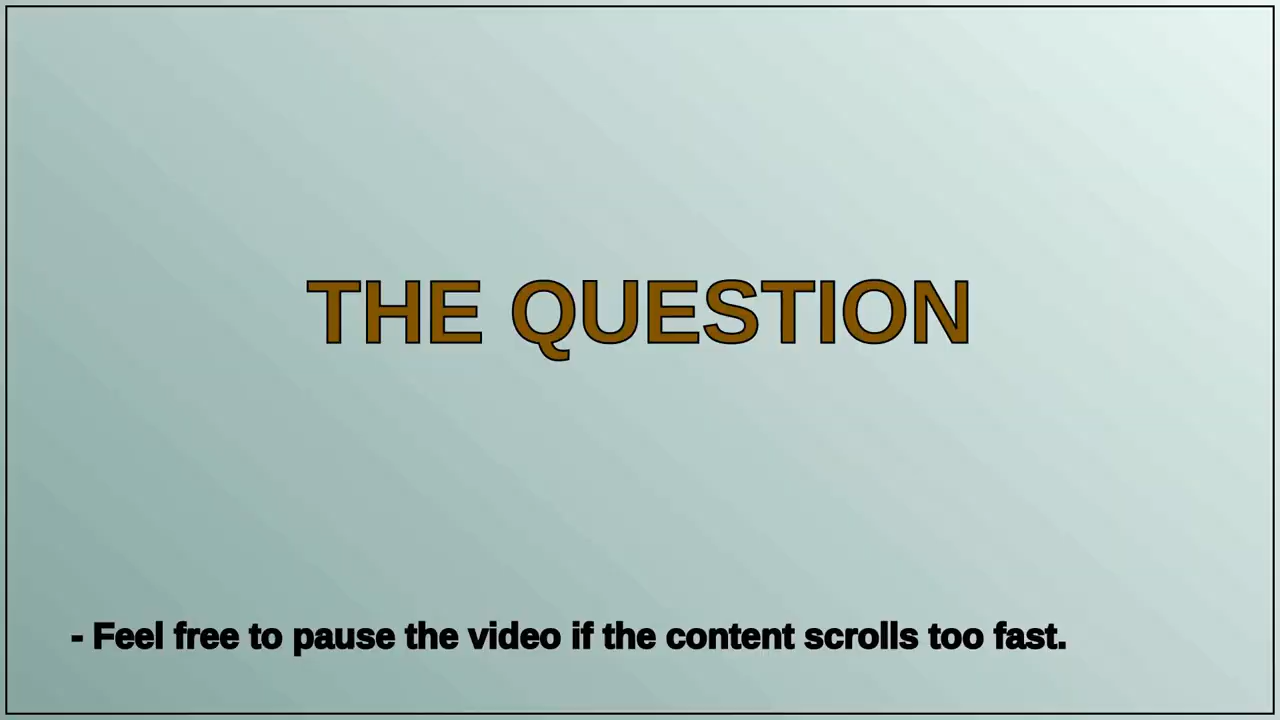 THE QUESTION
- Feel free to pause the video if the content scrolls too fast.